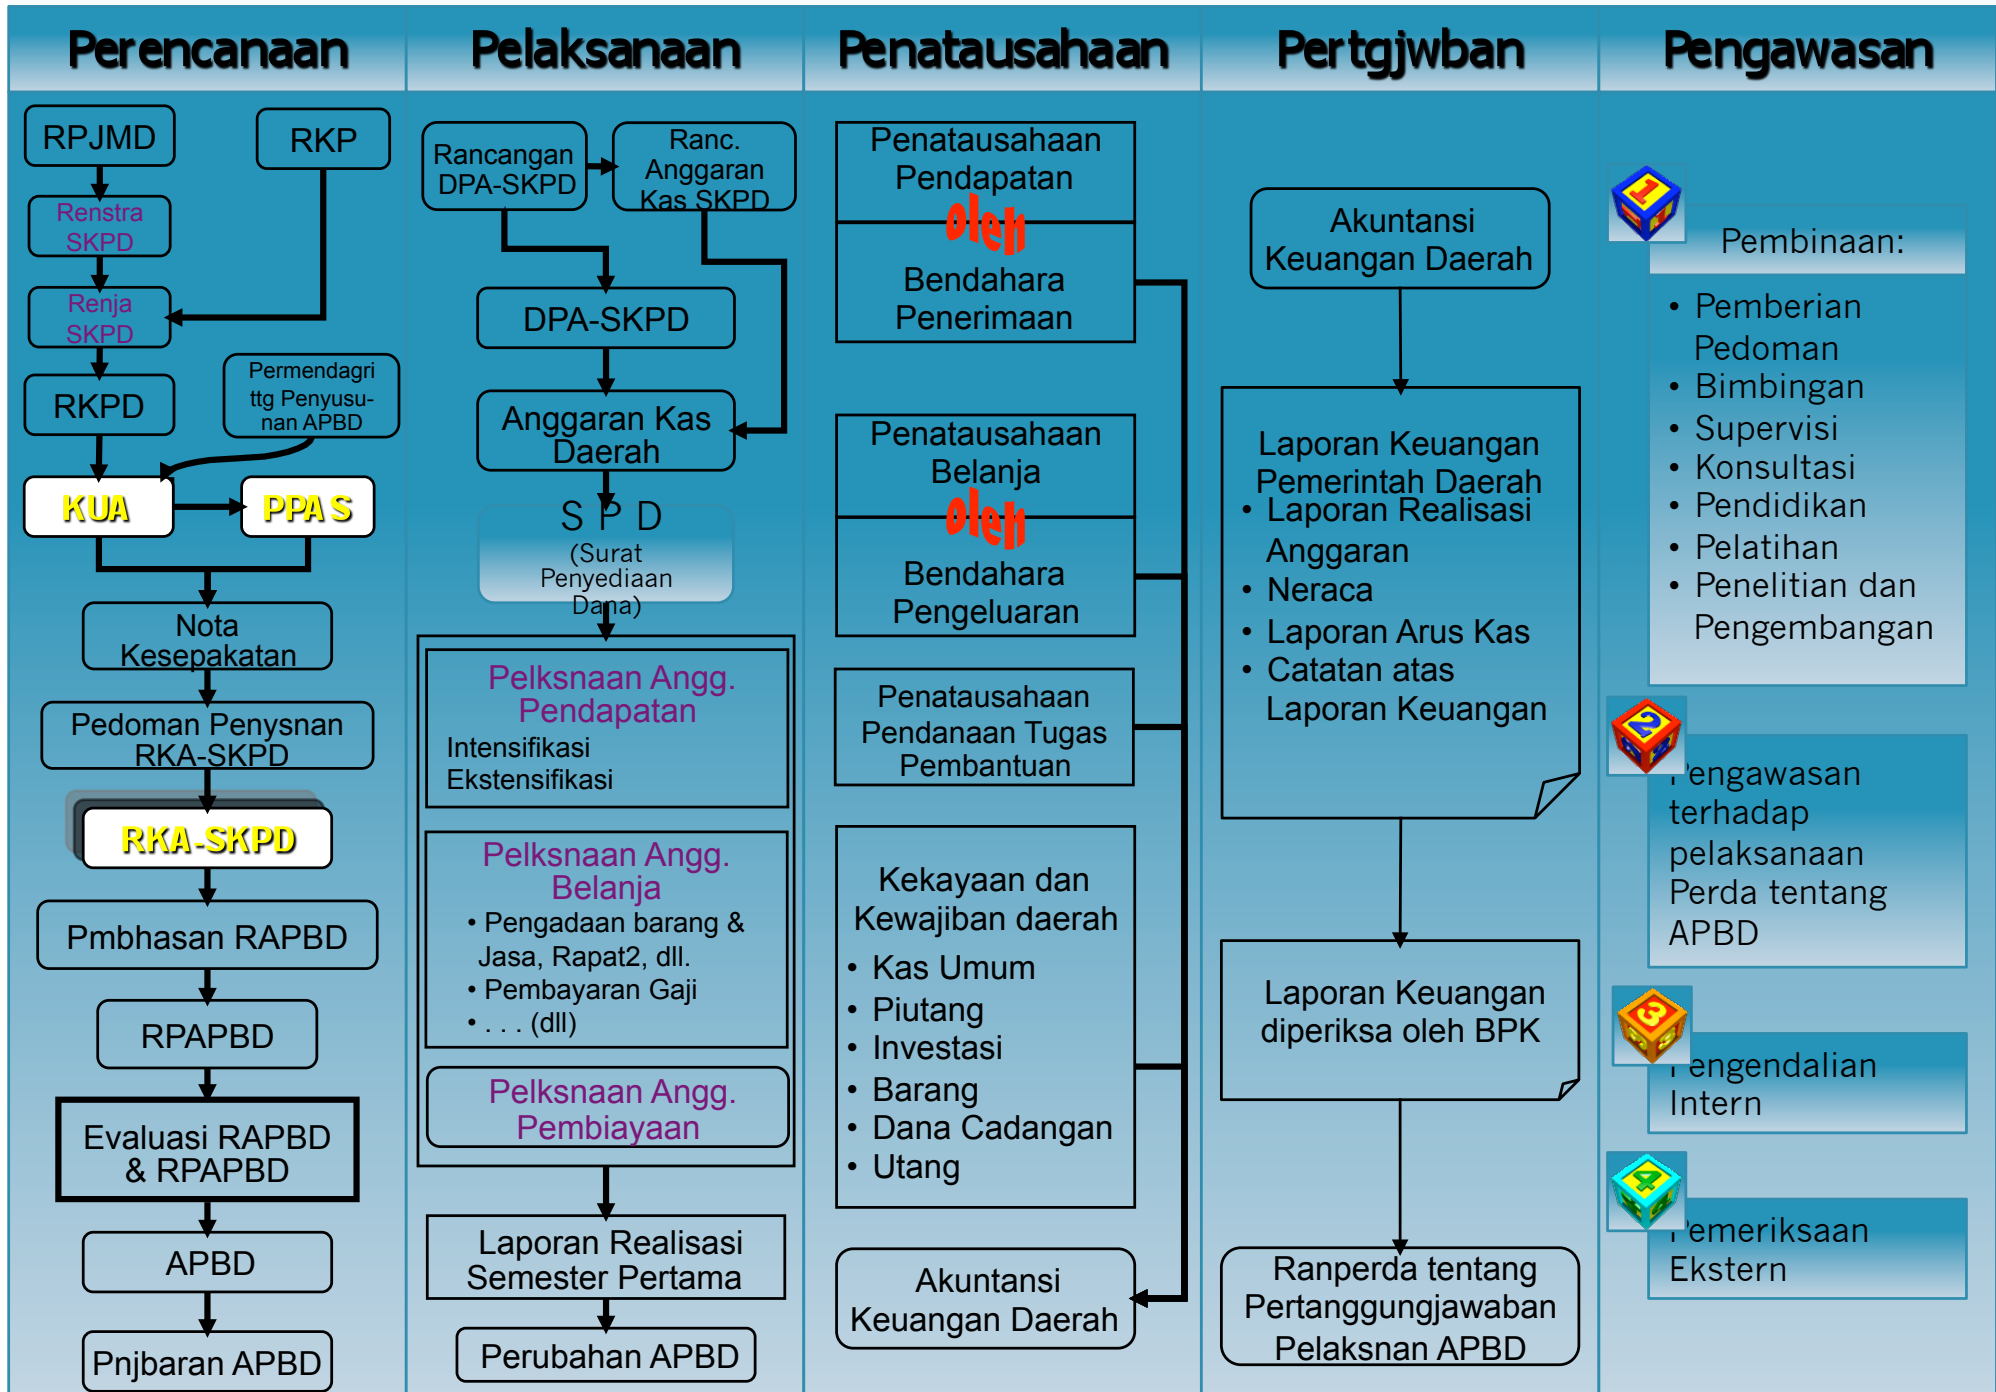 Perencanaan
RPJMD
RKP
Renstra
SKPD
Renja
SKPD
RKPD
Permendagri
ttg Penyusu-
nan APBD
KUA
PPAS
Nota
Kesepakatan
Pedoman Penysnan
RKA-SKPD
RKA-SKPD
Pmbhasan RAPBD
RPAPBD
Evaluasi RAPBD
& RPAPBD
APBD
Pnjbaran APBD
Pelaksanaan
Rancangan
DPA-SKPD
Ranc.
Anggaran
Kas SKPD
DPA-SKPD
Anggaran Kas
Daerah
S P D
(Surat
Penyediaan
Dana)
Pelksnaan Angg.
Pendapatan
Intensifikasi
Ekstensifikasi
Pelksnaan Angg.
Belanja
• Pengadaan barang &
Jasa, Rapat2, dll.
• Pembayaran Gaji
• . . . (dll)
Pelksnaan Angg.
Pembiayaan
Laporan Realisasi
Semester Pertama
Perubahan APBD
Penatausahaan
Penatausahaan
Pendapatan
oleh
Bendahara
Penerimaan
Penatausahaan
Belanja
oleh
Bendahara
Pengeluaran
Penatausahaan
Pendanaan Tugas
Pembantuan
Kekayaan dan
Kewajiban daerah
• Kas Umum
• Piutang
• Investasi
• Barang
• Dana Cadangan
• Utang
Akuntansi
Keuangan Daerah
Pertgjwban
Akuntansi
Keuangan Daerah
Laporan Keuangan
Pemerintah Daerah
• Laporan Realisasi
Anggaran
• Neraca
• Laporan Arus Kas
• Catatan atas
Laporan Keuangan
Laporan Keuangan
diperiksa oleh BPK
Ranperda tentang
Pertanggungjawaban
Pelaksnan APBD
Pengawasan
1
Pembinaan:
• Pemberian
Pedoman
• Bimbingan
• Supervisi
• Konsultasi
• Pendidikan
• Pelatihan
• Penelitian dan
Pengembangan
2
Pengawasan
terhadap
pelaksanaan
Perda tentang
APBD
3
Pengendalian
Intern
4
Pemeriksaan
Ekstern